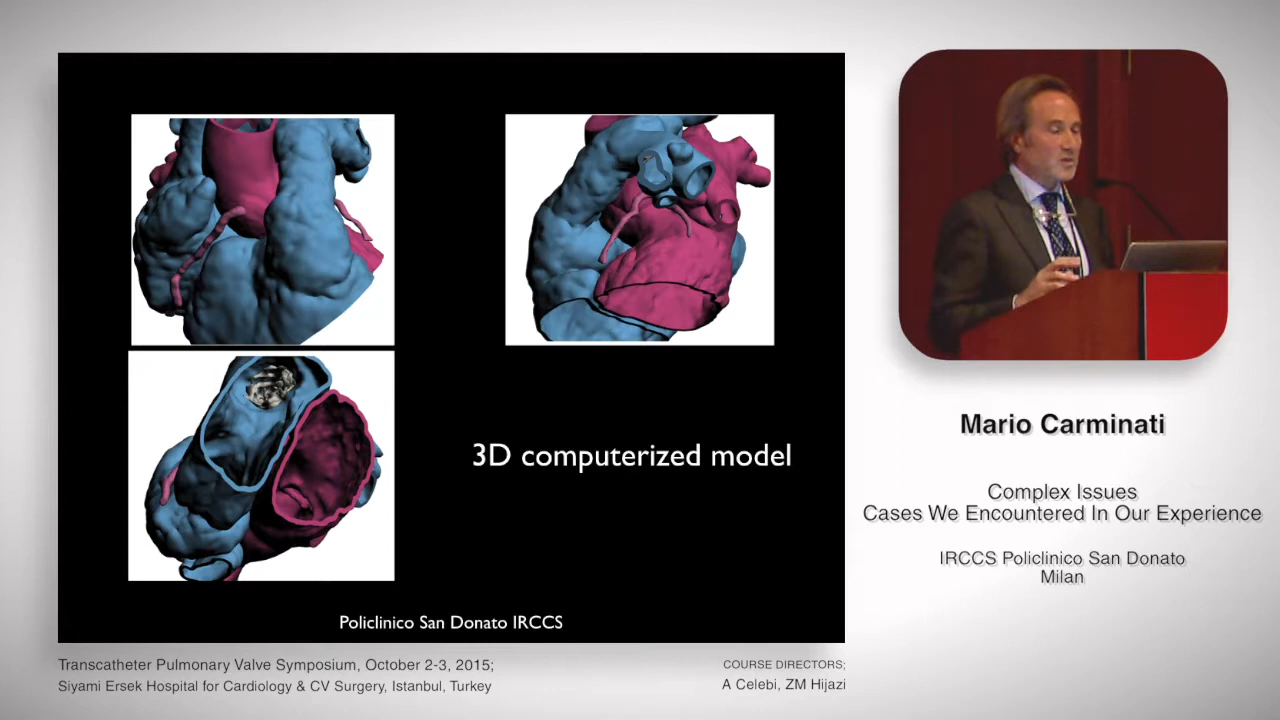 3D computerized model
Policlinico San Donato IRCCS
Mario Carminati
Complex Issues
Cases We Encountered In Our Experience
IRCCS Policlinico San Donato
Milan
Transcatheter Pulmonary Valve Symposium, October 2-3, 2015;
Siyami Ersek Hospital for Cardiology & CV Surgery, Istanbul, Turkey
COURSE DIRECTORS;
A Celebi, ZM Hijazi